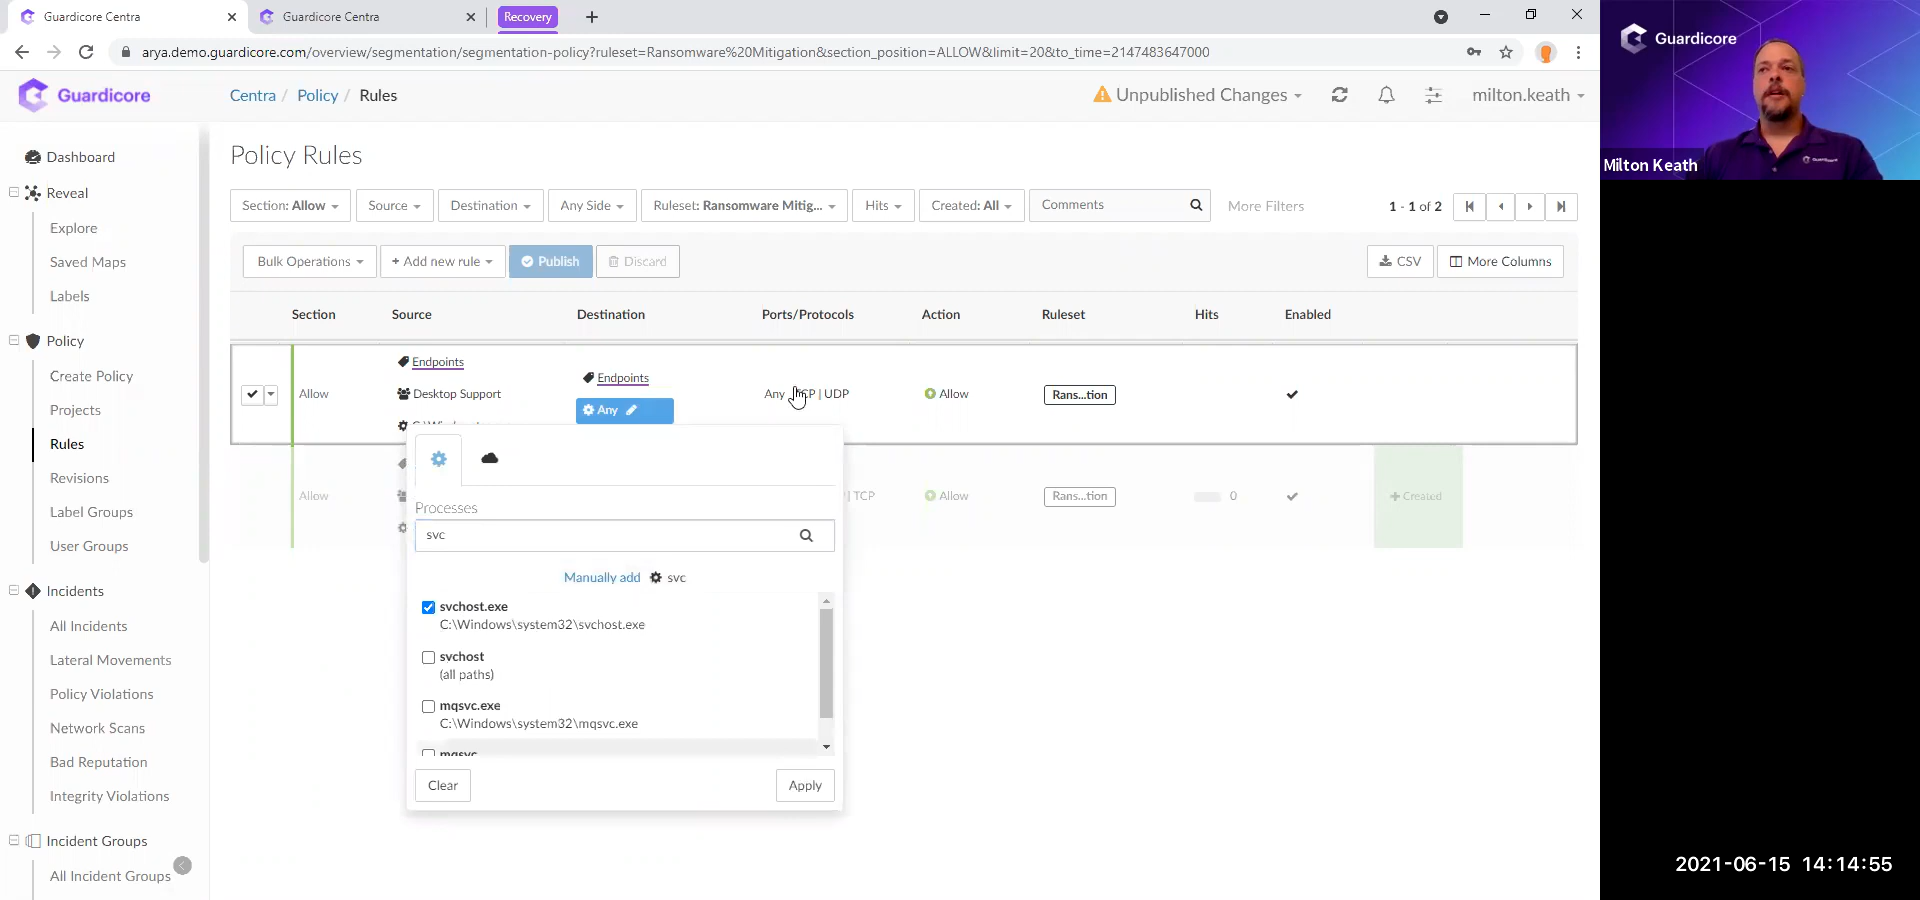 Guardicore Centra
Guardicore Centra
Recovery
arya.demo.guardicore.com/overview/segmentation/segmentation-policy?ruleset=Ransomware%20Mitigation&section_position=ALLOW&limit=20&to_time=2147483647000
Guardicore
Centra / Policy / Rules
Unpublished Changes
milton.keath
Dashboard
Reveal
Explore
Saved Maps
Labels
Policy
Create Policy
Projects
Rules
Revisions
Label Groups
User Groups
Incidents
All Incidents
Lateral Movements
Policy Violations
Network Scans
Bad Reputation
Integrity Violations
Incident Groups
All Incident Groups
Policy Rules
Section: Allow
Source
Destination
Any Side
Ruleset: Ransomware Mitig...
Hits
Created: All
Comments
More Filters
1 - 1 of 2
Bulk Operations
+ Add new rule
Publish
Discard
CSV
More Columns
Section
Source
Destination
Ports/Protocols
Action
Ruleset
Hits
Enabled
Allow
Endpoints
Desktop Support
Endpoints
Any
Any TCP | UDP
Allow
Rans...tion
Allow
| TCP
Allow
Rans...tion
0
+ Created
Processes
svc
Manually add svc
svchost.exe
C:\Windows\system32\svchost.exe
svchost
(all paths)
mqsvc.exe
C:\Windows\system32\mqsvc.exe
mqsvc
Clear
Apply
Guardicore
Milton Keath
2021-06-15 14:14:55